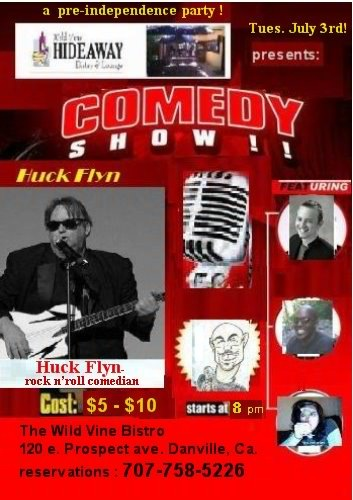 a pre-independence party !
Wild Vine
HIDEAWAY
Bistro & Lounge
Tues. July 3rd!
presents:
COMEDY
SHOW!!
Huck Flyn
FEATURING
Huck Flyn-
rock n'roll comedian
Cost: $5 - $10
starts at 8 pm
The Wild Vine Bistro
120 e. Prospect ave. Danville, Ca.
reservations : 707-758-5226